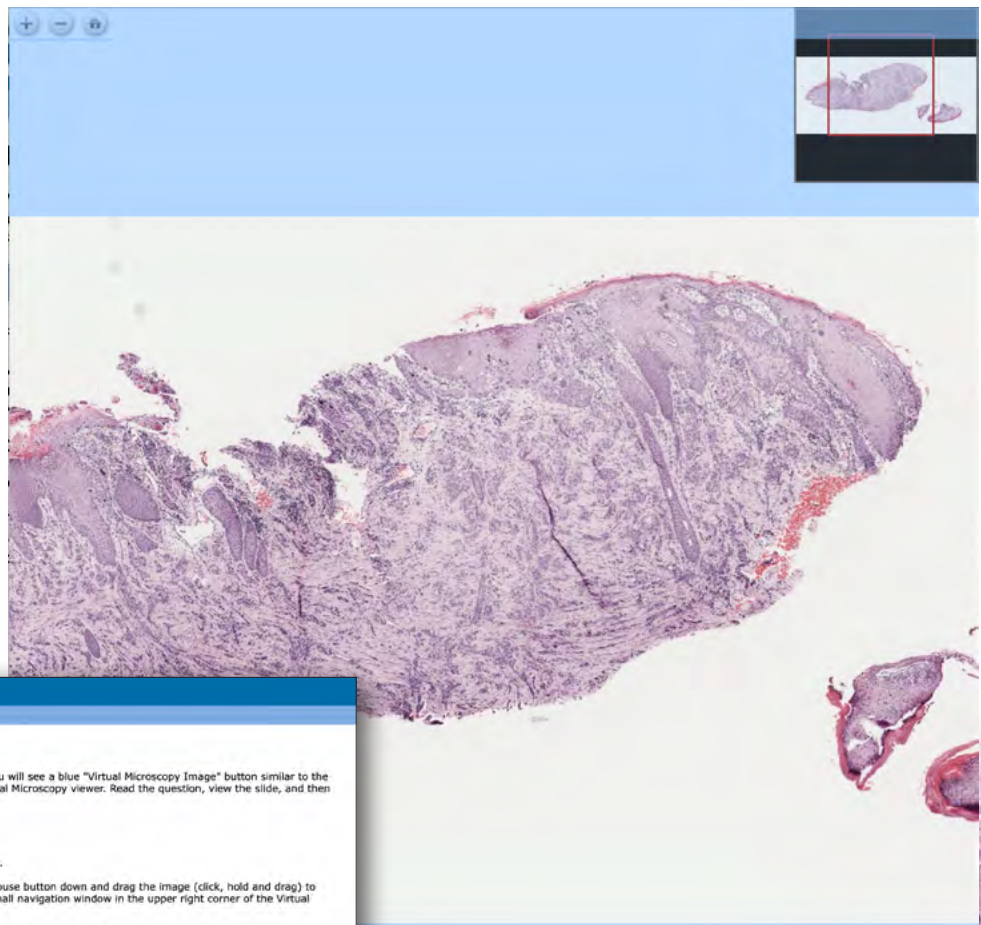 u will see a blue "Virtual Microscopy Image" button similar to the
al Microscopy viewer. Read the question, view the slide, and then
ouse button down and drag the image (click, hold and drag) to
nall navigation window in the upper right corner of the Virtual